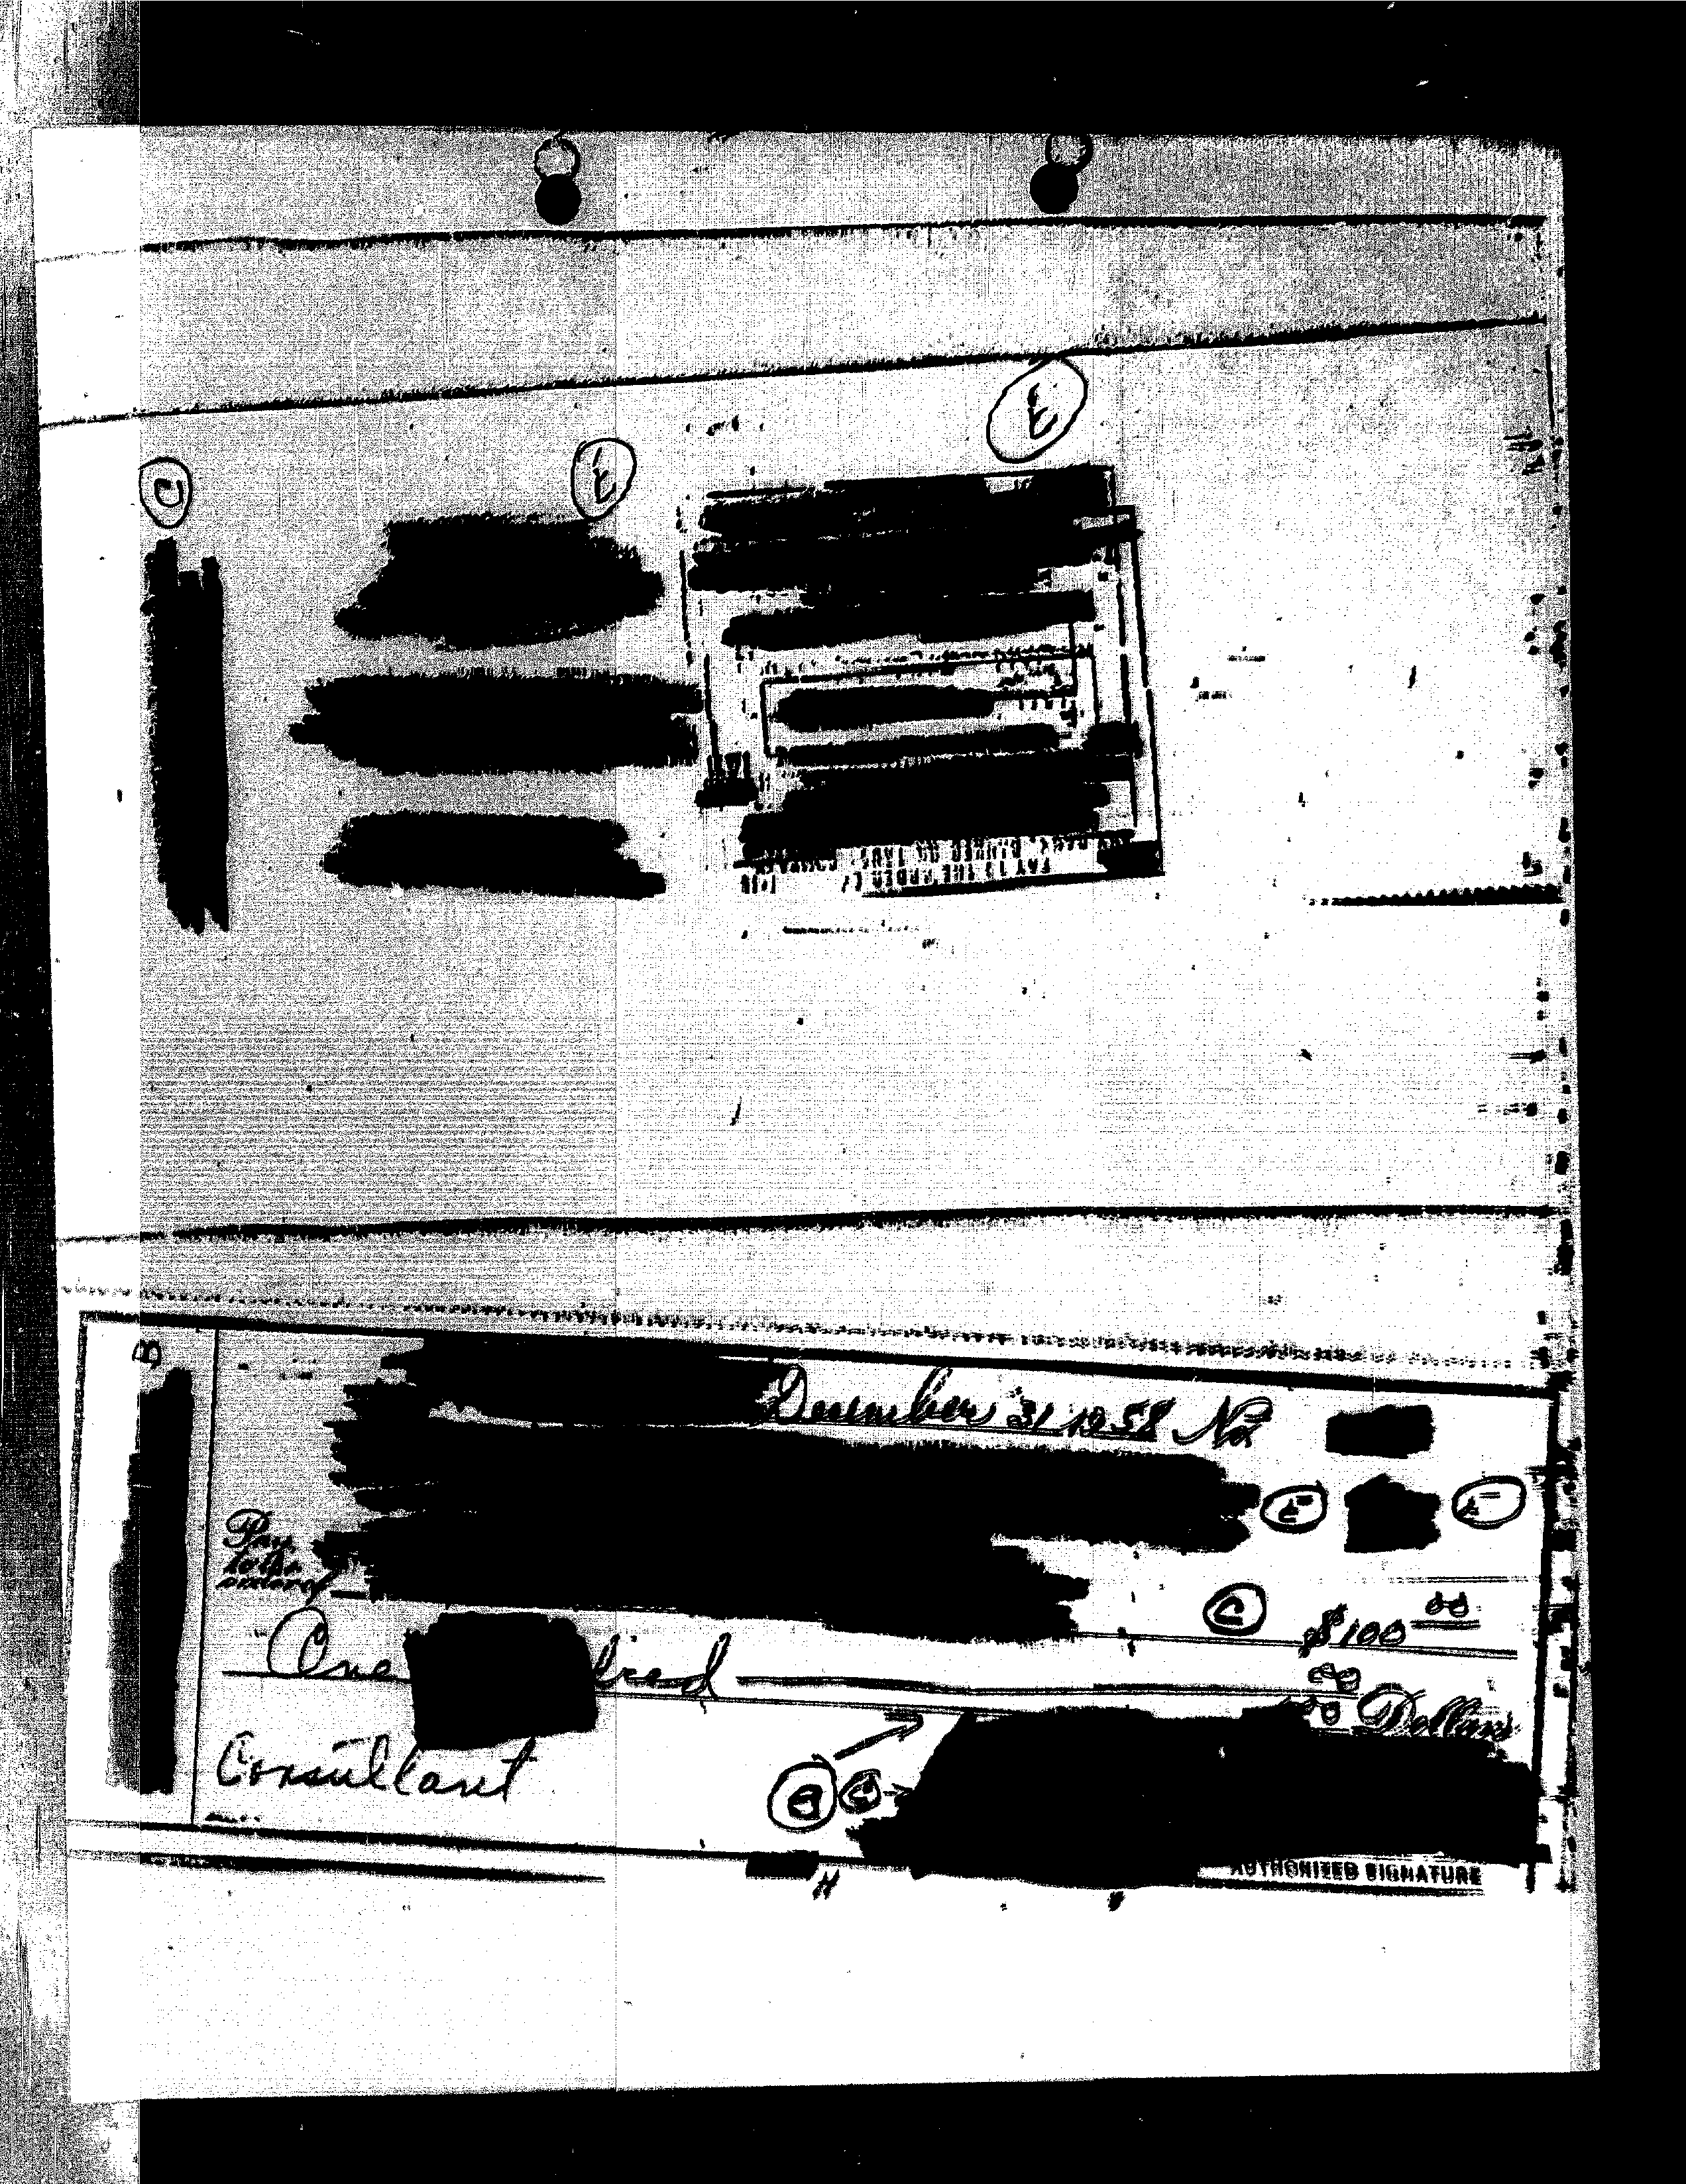 C
E
E
PAY TO THE ORDER OF
B
December 31 1958 No
E E
Pay
to the
order of
C $100 00
One dred
00
100 Dollars
Consultant
B C
AUTHORIZED SIGNATURE